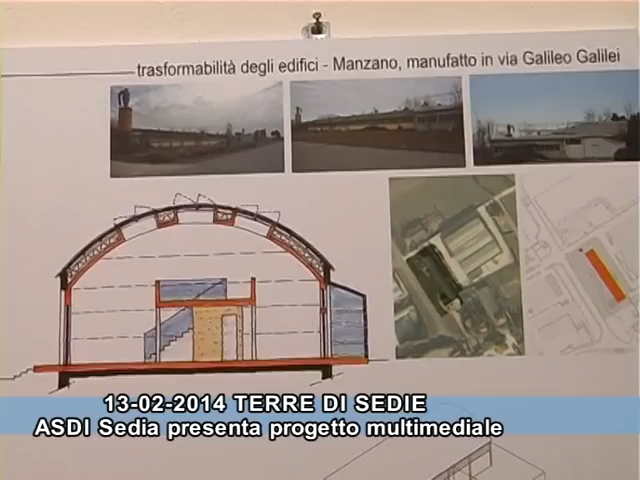 trasformabilità degli edifici - Manzano, manufatto in via Galileo Galilei
13-02-2014 TERRE DI SEDIE
ASDI Sedia presenta progetto multimediale